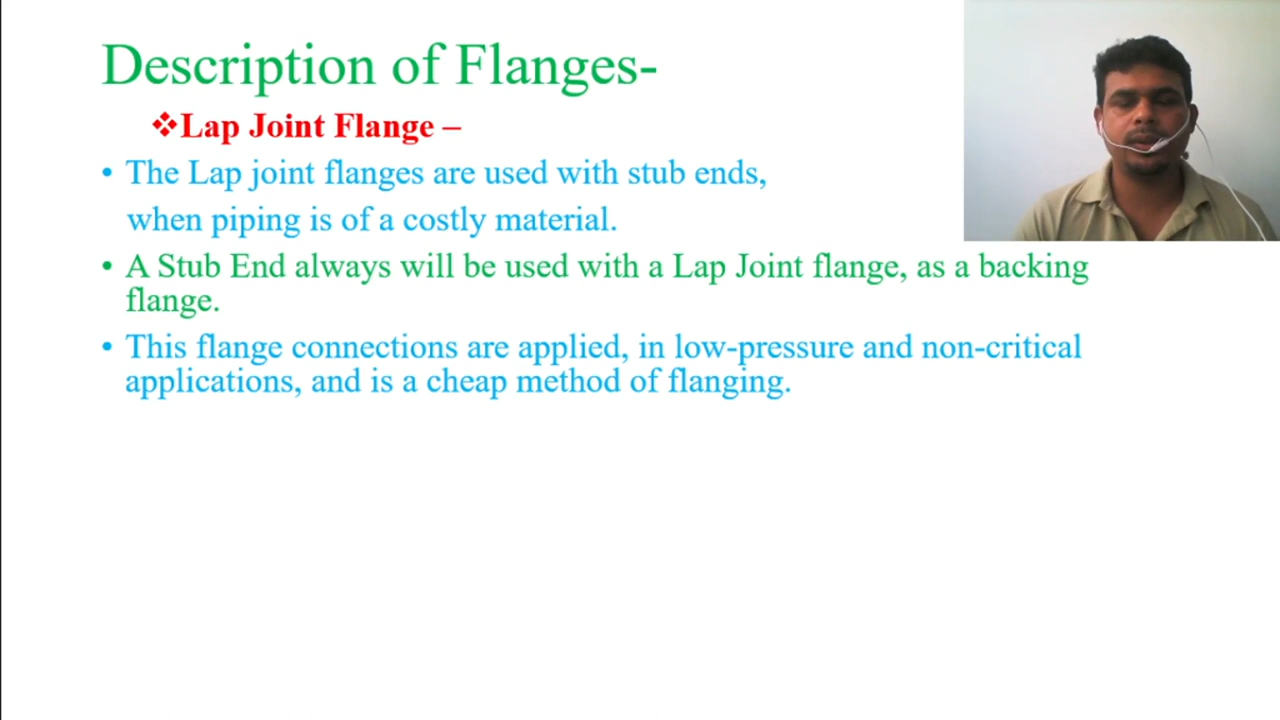 Description of Flanges-
❖Lap Joint Flange –
• The Lap joint flanges are used with stub ends,
when piping is of a costly material.
• A Stub End always will be used with a Lap Joint flange, as a backing
flange.
• This flange connections are applied, in low-pressure and non-critical
applications, and is a cheap method of flanging.